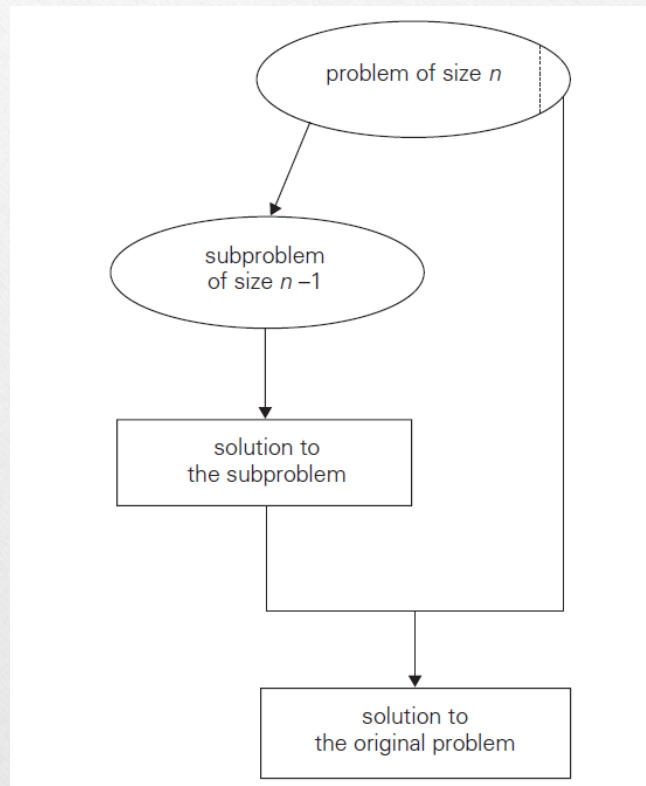 problem of size n
subproblem
of size n –1
solution to
the subproblem
solution to
the original problem